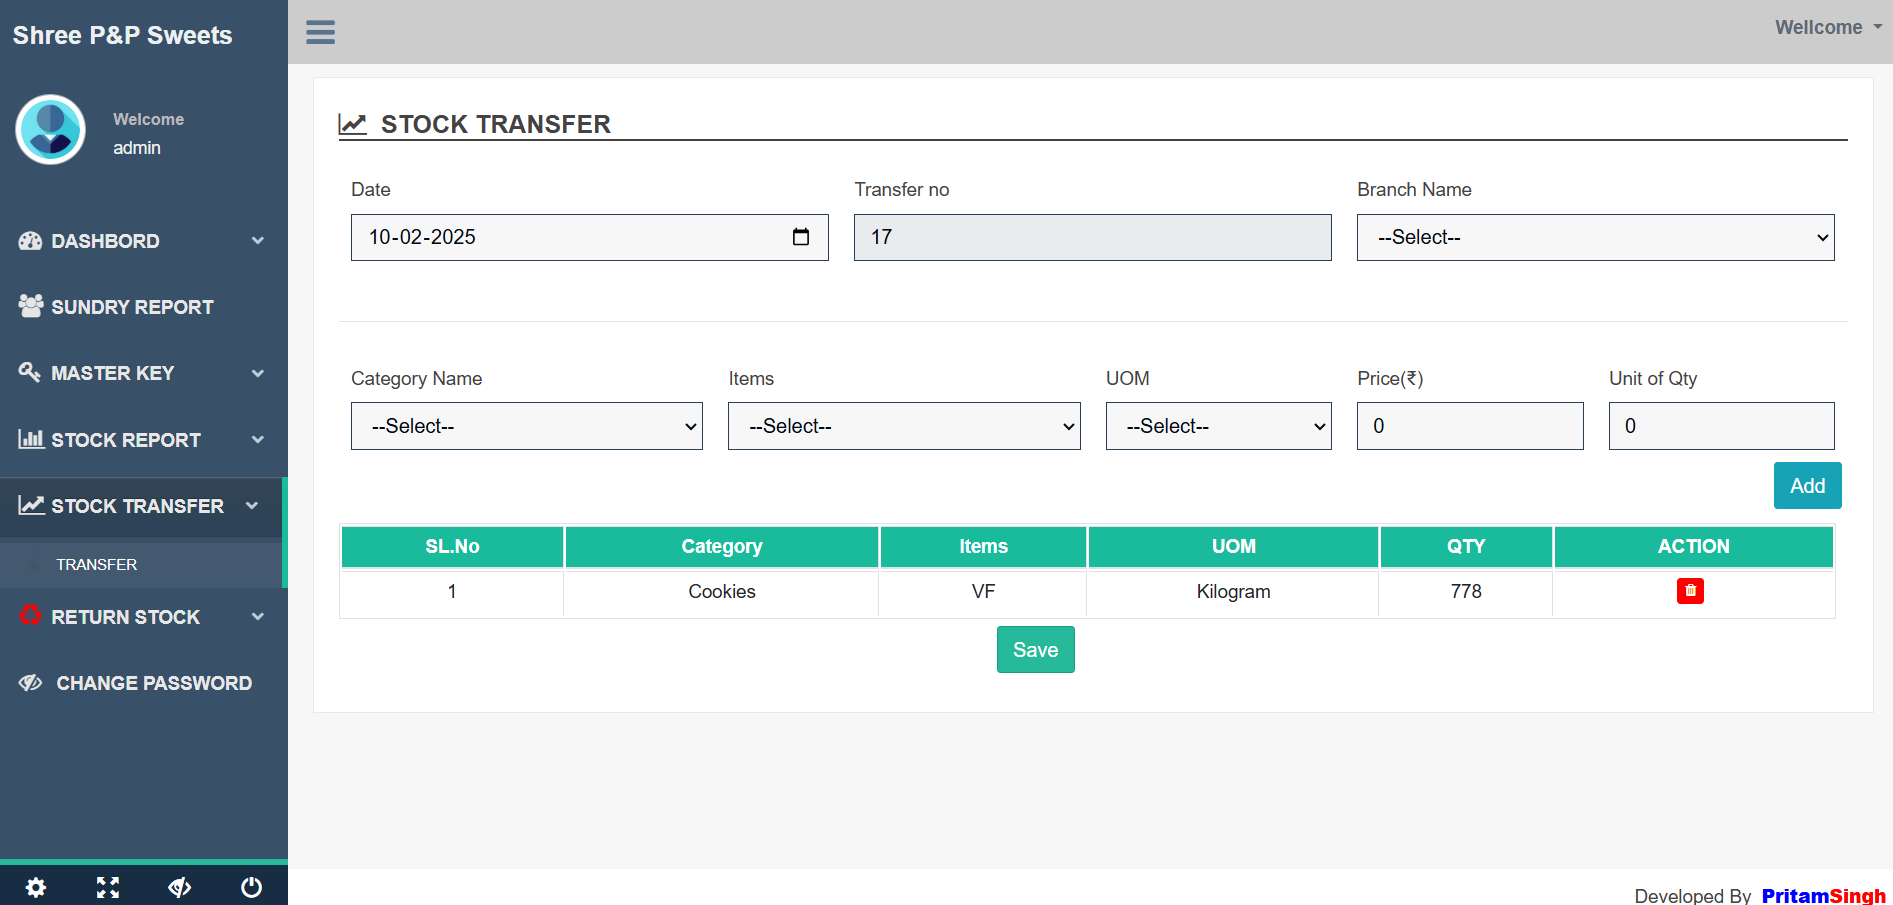 Shree P&P Sweets
Wellcome
Welcome
admin
DASHBORD
SUNDRY REPORT
MASTER KEY
STOCK REPORT
STOCK TRANSFER
TRANSFER
RETURN STOCK
CHANGE PASSWORD
STOCK TRANSFER
Date Transfer no Branch Name
10-02-2025 17 --Select--
Category Name Items UOM Price(₹) Unit of Qty
--Select-- --Select-- --Select-- 0 0
Add
SL.No Category Items UOM QTY ACTION
1 Cookies VF Kilogram 778
Save
Developed By PritamSingh